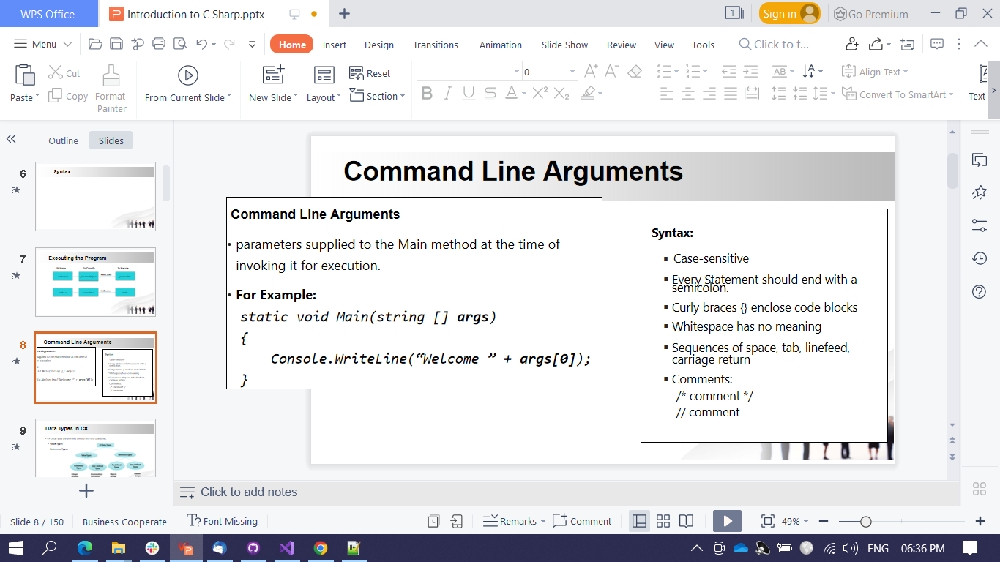 WPS Office
Introduction to C Sharp.pptx
1
Sign in
Go Premium
Menu
Home
Insert
Design
Transitions
Animation
Slide Show
Review
View
Tools
Click to f...
Paste
Cut
Copy
Format
Painter
From Current Slide
New Slide
Layout
Reset
Section
0
B I U S A X² X₂
AB
Align Text
Convert To SmartArt
Text
Outline
Slides
6
Syntax
7
Executing the Program
8
Command Line Arguments
9
Data Types in C#
Command Line Arguments
Command Line Arguments
• parameters supplied to the Main method at the time of
invoking it for execution.
• For Example:
static void Main(string [] args)
{
Console.WriteLine(“Welcome ” + args[0]);
}
Syntax:
▪ Case-sensitive
▪ Every Statement should end with a
semicolon.
▪ Curly braces {} enclose code blocks
▪ Whitespace has no meaning
▪ Sequences of space, tab, linefeed,
carriage return
▪ Comments:
/* comment */
// comment
Click to add notes
Slide 8 / 150
Business Cooperate
Font Missing
Remarks
Comment
49%
ENG
06:36 PM